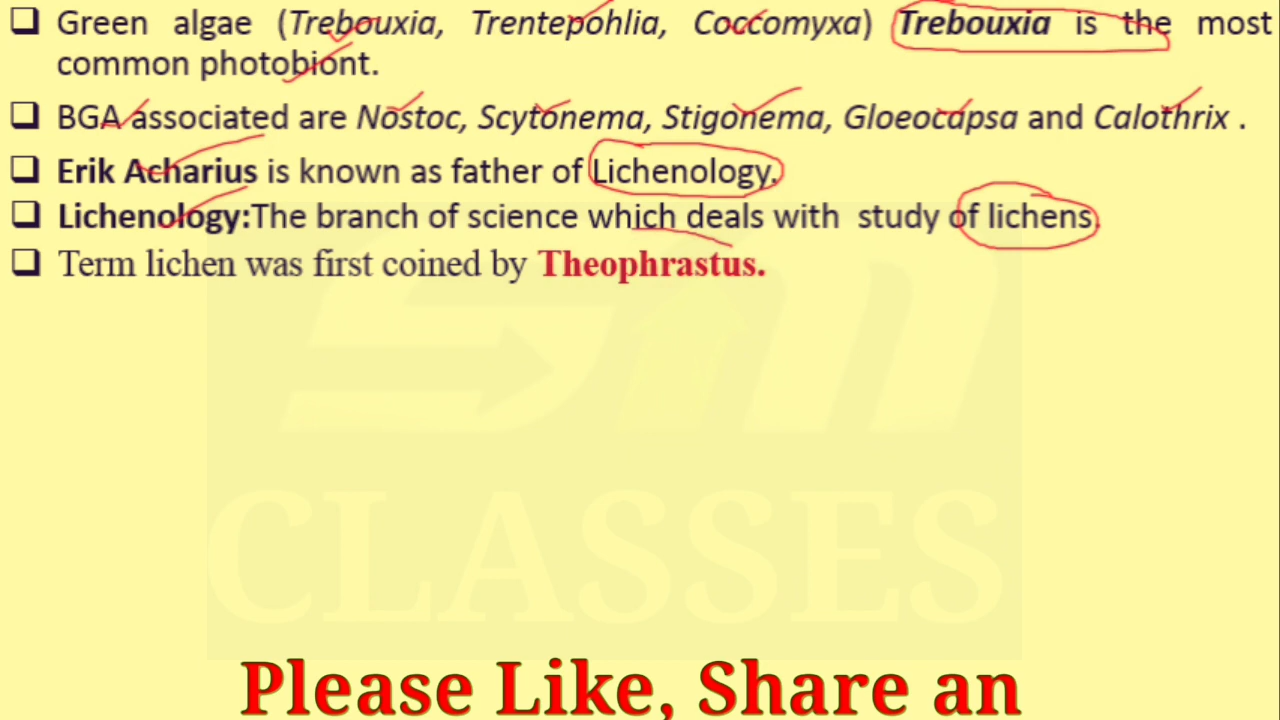 ❑ Green algae (Trebouxia, Trentepohlia, Coccomyxa) Trebouxia is the most
common photobiont.
❑ BGA associated are Nostoc, Scytonema, Stigonema, Gloeocapsa and Calothrix .
❑ Erik Acharius is known as father of Lichenology.
❑ Lichenology:The branch of science which deals with study of lichens.
❑ Term lichen was first coined by Theophrastus.
SM
CLASSES
Please Like, Share an